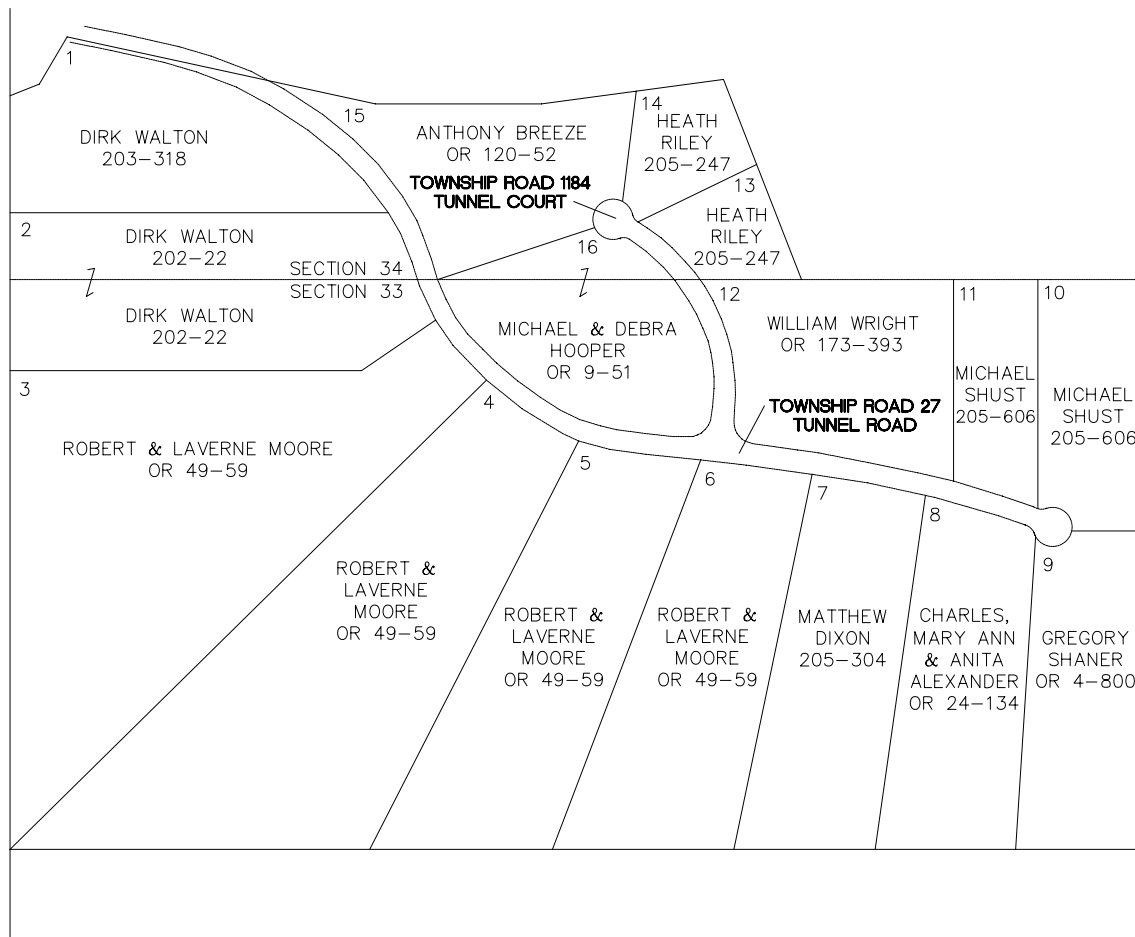 1
DIRK WALTON
203-318
2
DIRK WALTON
202-22
SECTION 34
SECTION 33
DIRK WALTON
202-22
3
ROBERT & LAVERNE MOORE
OR 49-59
15
ANTHONY BREEZE
OR 120-52
TOWNSHIP ROAD 1184
TUNNEL COURT
14
HEATH
RILEY
205-247
13
HEATH
RILEY
205-247
16
MICHAEL & DEBRA
HOOPER
OR 9-51
12
WILLIAM WRIGHT
OR 173-393
11
MICHAEL
SHUST
205-606
10
MICHAEL
SHUST
205-606
TOWNSHIP ROAD 27
TUNNEL ROAD
4
ROBERT &
LAVERNE
MOORE
OR 49-59
5
ROBERT &
LAVERNE
MOORE
OR 49-59
6
ROBERT &
LAVERNE
MOORE
OR 49-59
7
MATTHEW
DIXON
205-304
8
CHARLES,
MARY ANN
& ANITA
ALEXANDER
OR 24-134
9
GREGORY
SHANER
OR 4-800